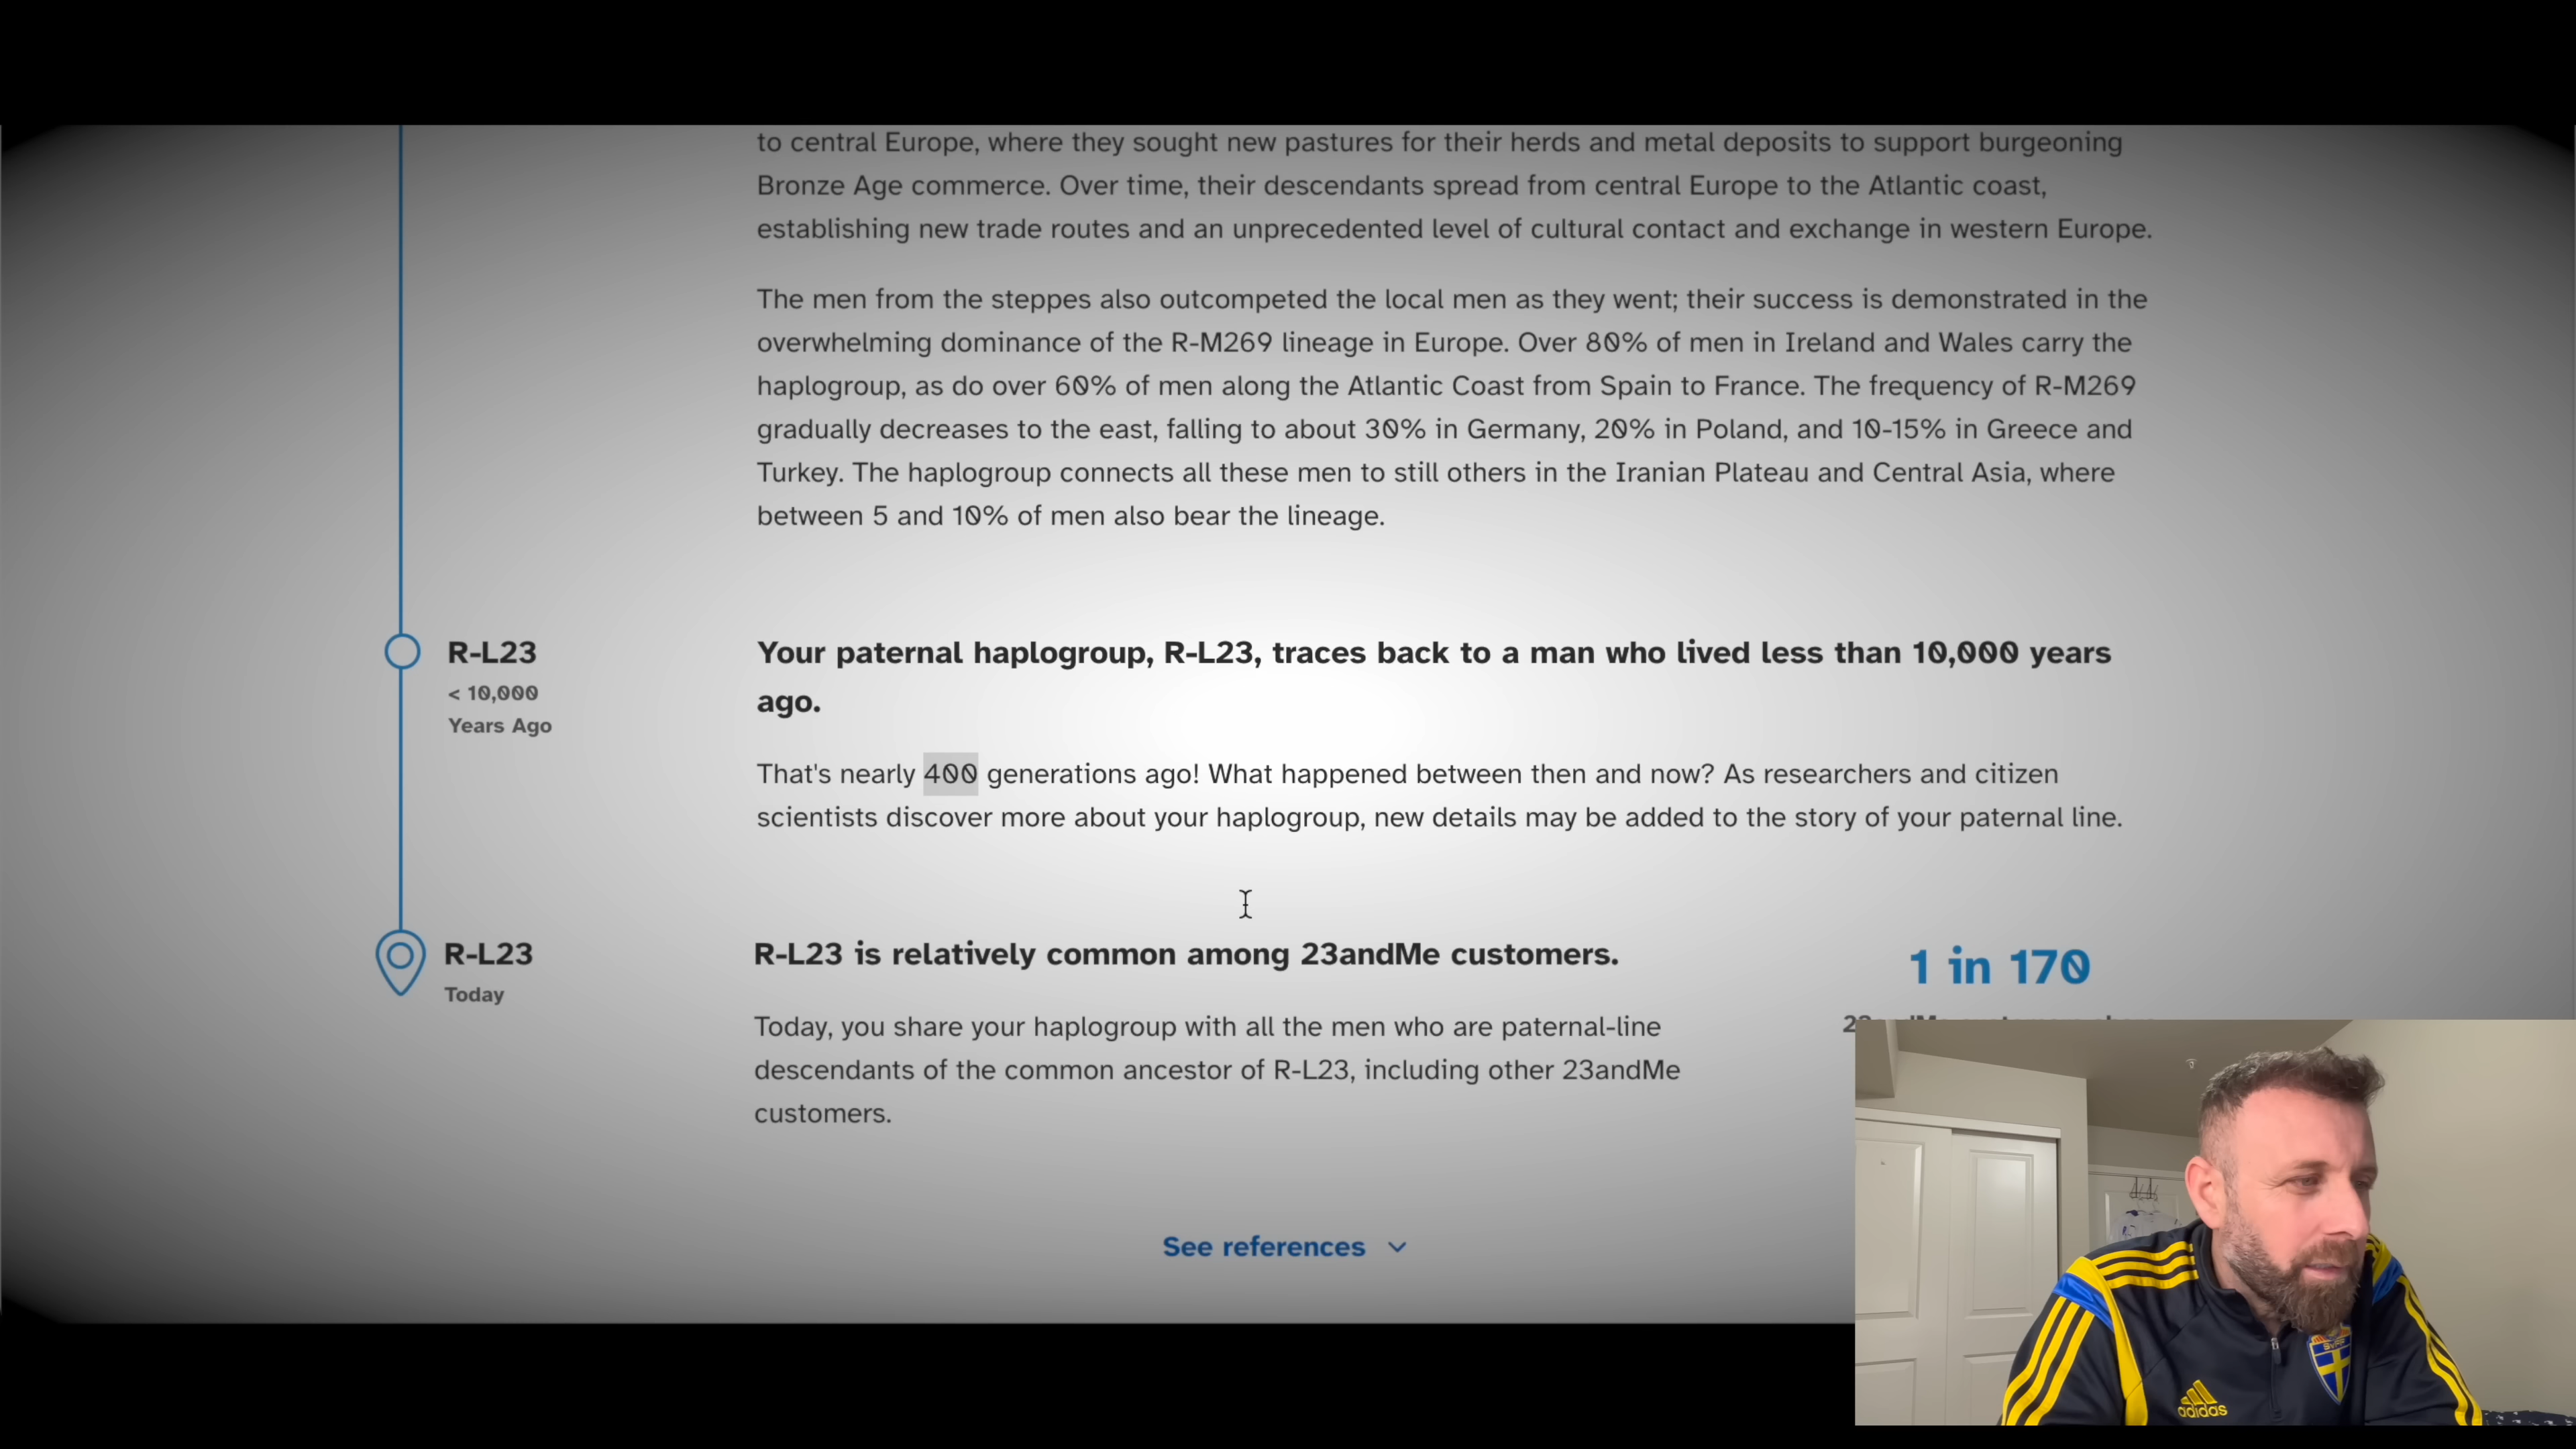 to central Europe, where they sought new pastures for their herds and metal deposits to support burgeoning
Bronze Age commerce. Over time, their descendants spread from central Europe to the Atlantic coast,
establishing new trade routes and an unprecedented level of cultural contact and exchange in western Europe.
The men from the steppes also outcompeted the local men as they went; their success is demonstrated in the
overwhelming dominance of the R-M269 lineage in Europe. Over 80% of men in Ireland and Wales carry the
haplogroup, as do over 60% of men along the Atlantic Coast from Spain to France. The frequency of R-M269
gradually decreases to the east, falling to about 30% in Germany, 20% in Poland, and 10-15% in Greece and
Turkey. The haplogroup connects all these men to still others in the Iranian Plateau and Central Asia, where
between 5 and 10% of men also bear the lineage.
R-L23
< 10,000
Years Ago
Your paternal haplogroup, R-L23, traces back to a man who lived less than 10,000 years
ago.
That's nearly 400 generations ago! What happened between then and now? As researchers and citizen
scientists discover more about your haplogroup, new details may be added to the story of your paternal line.
R-L23
Today
R-L23 is relatively common among 23andMe customers.
Today, you share your haplogroup with all the men who are paternal-line
descendants of the common ancestor of R-L23, including other 23andMe
customers.
1 in 170
See references
adidas